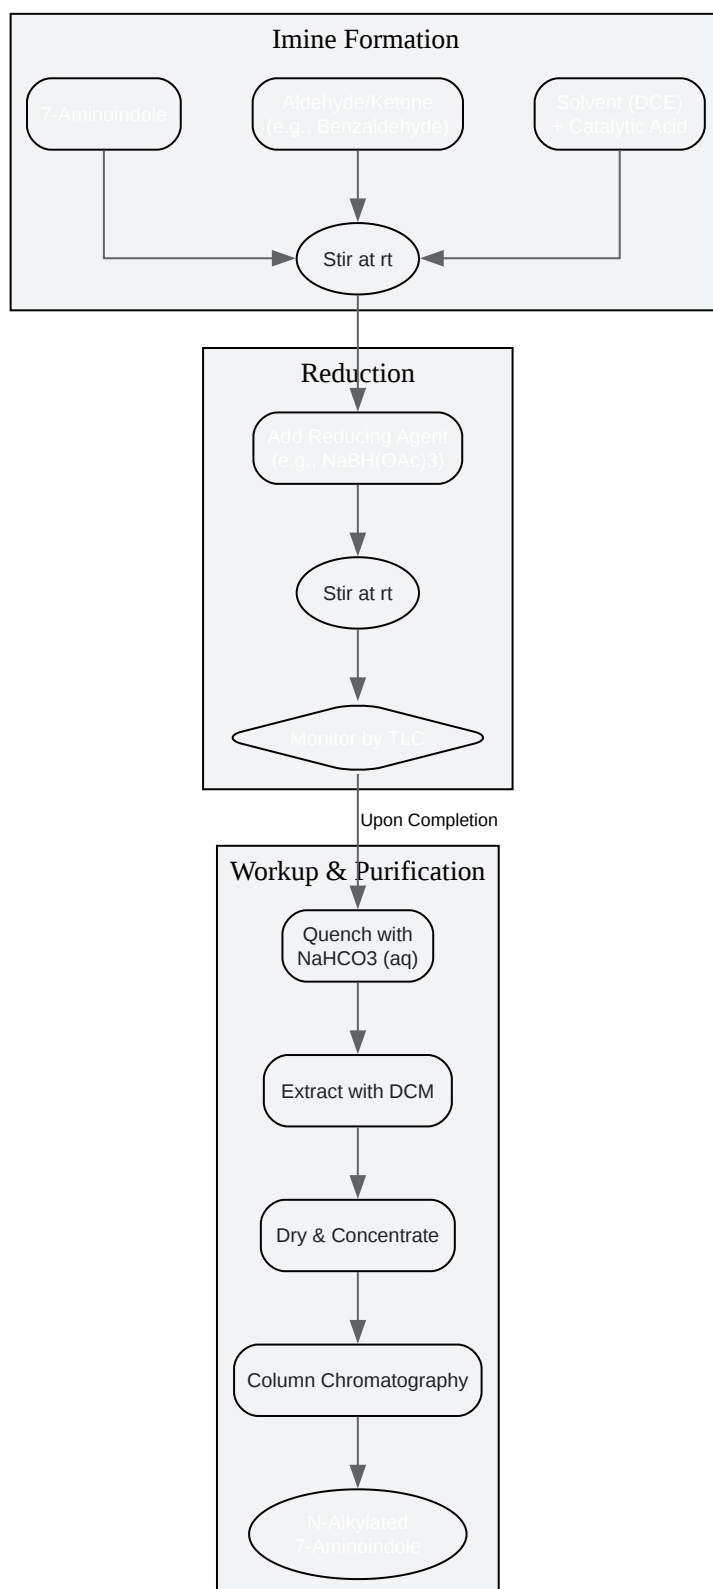 Imine Formation
7-Aminoindole
Aldehyde/Ketone
(e.g., Benzaldehyde)
Solvent (DCE)
+ Catalytic Acid
Stir at rt
Reduction
Add Reducing Agent
(e.g., NaBH(OAc)3)
Stir at rt
Monitor by TLC
Upon Completion
Workup & Purification
Quench with
NaHCO3 (aq)
Extract with DCM
Dry & Concentrate
Column Chromatography
N-Alkylated
7-Aminoindole